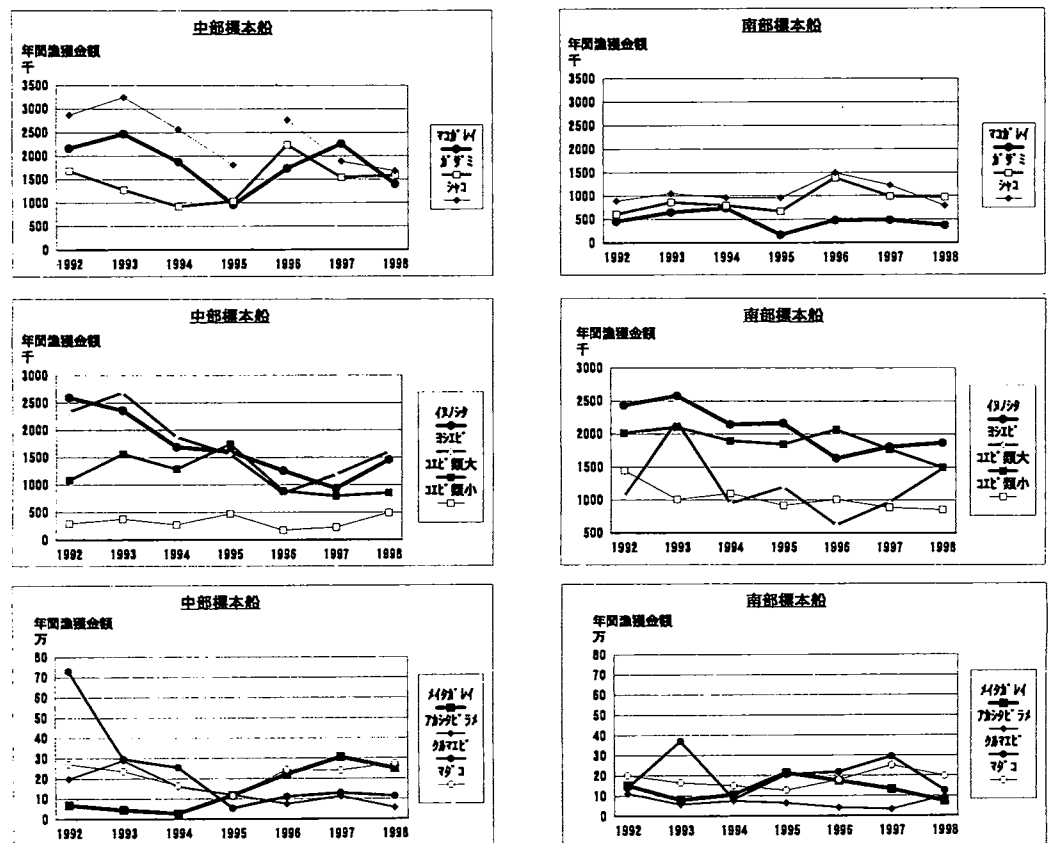 中部標本船
年間漁獲金額
千
3500
3000
2500
2000
1500
1000
500
0
1992 1993 1994 1995 1996 1997 1998
マコガレイ
ガザミ
シャコ
南部標本船
年間漁獲金額
千
3500
3000
2500
2000
1500
1000
500
0
1992 1993 1994 1995 1996 1997 1998
マコガレイ
ガザミ
シャコ
中部標本船
年間漁獲金額
千
3000
2500
2000
1500
1000
500
0
1992 1993 1994 1995 1996 1997 1998
イヌノシタ
ヨシエビ
コエビ類大
コエビ類小
南部標本船
年間漁獲金額
千
3000
2500
2000
1500
1000
500
1992 1993 1994 1995 1996 1997 1998
イヌノシタ
ヨシエビ
コエビ類大
コエビ類小
中部標本船
年間漁獲金額
万
80
70
60
50
40
30
20
10
0
1992 1993 1994 1995 1996 1997 1998
メイタガレイ
アカシタビラメ
クルマエビ
マダコ
南部標本船
年間漁獲金額
万
80
70
60
50
40
30
20
10
0
1992 1993 1994 1995 1996 1997 1998
メイタガレイ
アカシタビラメ
クルマエビ
マダコ